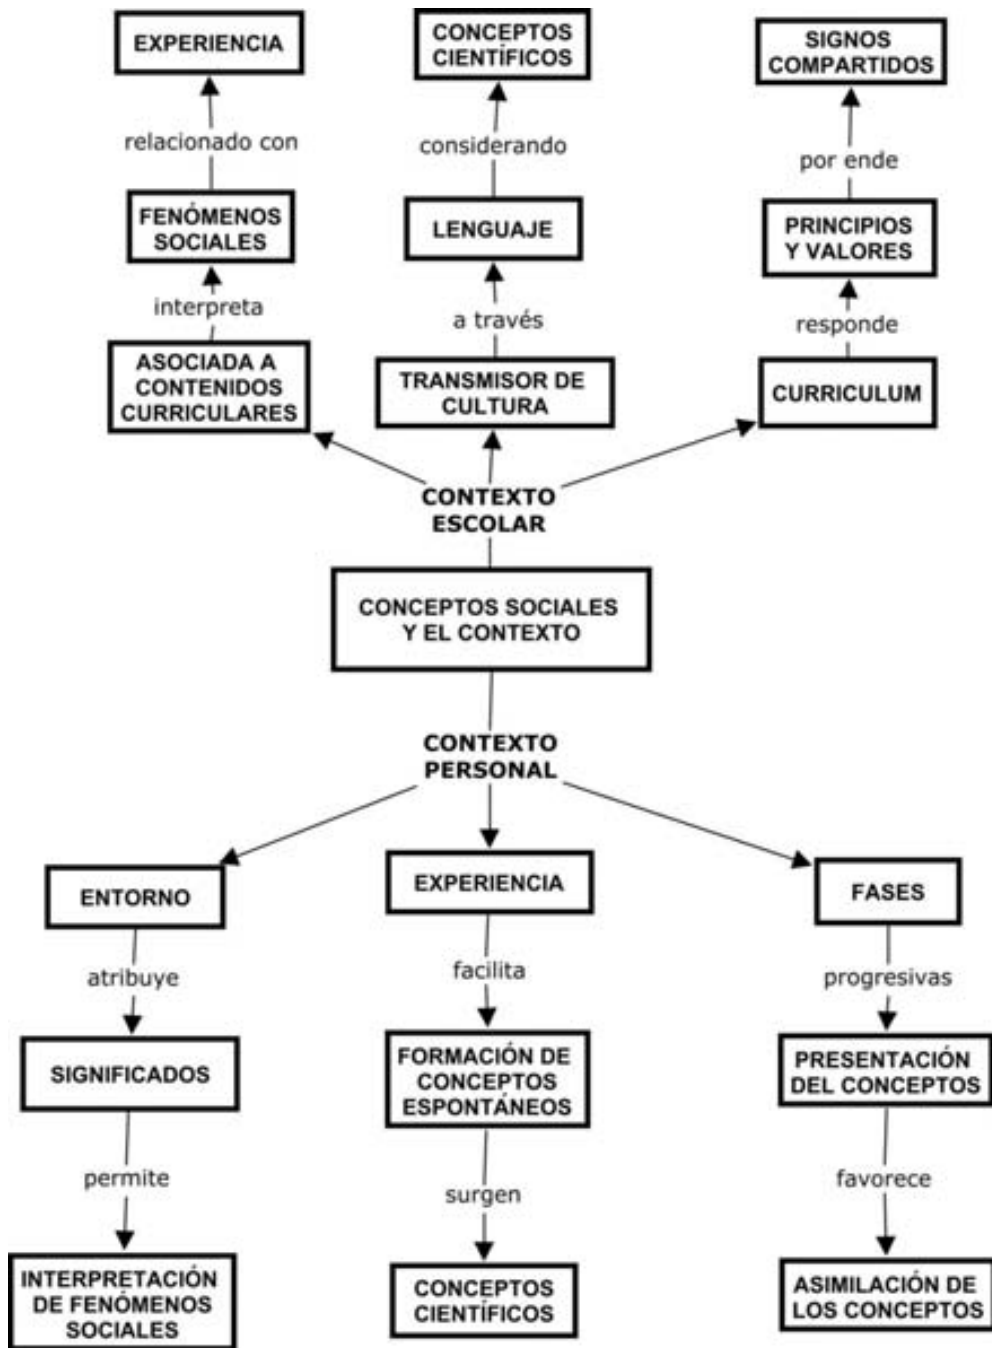 EXPERIENCIA
CONCEPTOS
CIENTÍFICOS
SIGNOS
COMPARTIDOS
relacionado con
considerando
por ende
FENÓMENOS
SOCIALES
LENGUAJE
PRINCIPIOS
Y VALORES
interpreta
a través
responde
ASOCIADA A
CONTENIDOS
CURRICULARES
TRANSMISOR DE
CULTURA
CURRICULUM
CONTEXTO
ESCOLAR
CONCEPTOS SOCIALES
Y EL CONTEXTO
CONTEXTO
PERSONAL
ENTORNO
EXPERIENCIA
FASES
atribuye
facilita
progresivas
SIGNIFICADOS
FORMACIÓN DE
CONCEPTOS
ESPONTÁNEOS
PRESENTACIÓN
DEL CONCEPTOS
permite
surgen
favorece
INTERPRETACIÓN
DE FENÓMENOS
SOCIALES
CONCEPTOS
CIENTÍFICOS
ASIMILACIÓN DE
LOS CONCEPTOS